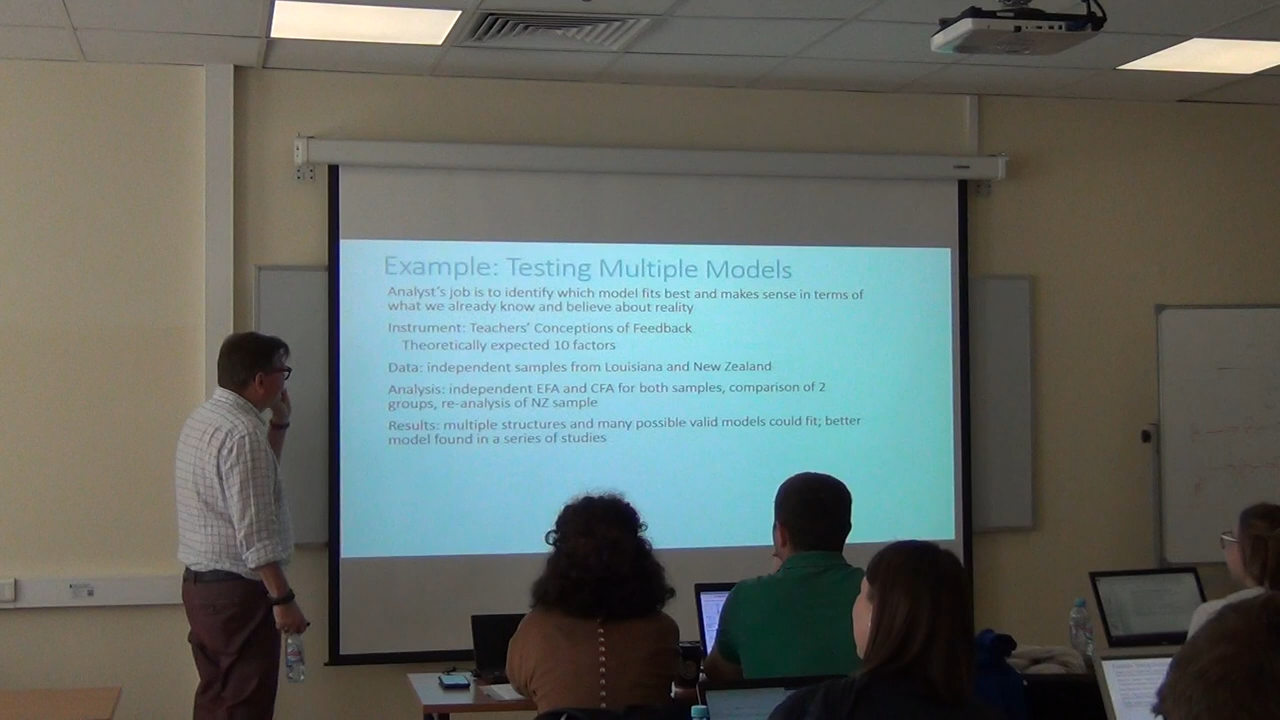 Example: Testing Multiple Models
Analyst's job is to identify which model fits best and makes sense in terms of
what we already know and believe about reality
Instrument: Teachers' Conceptions of Feedback
Theoretically expected 10 factors
Data: independent samples from Louisiana and New Zealand
Analysis: independent EFA and CFA for both samples, comparison of 2
groups, re-analysis of NZ sample
Results: multiple structures and many possible valid models could fit; better
model found in a series of studies